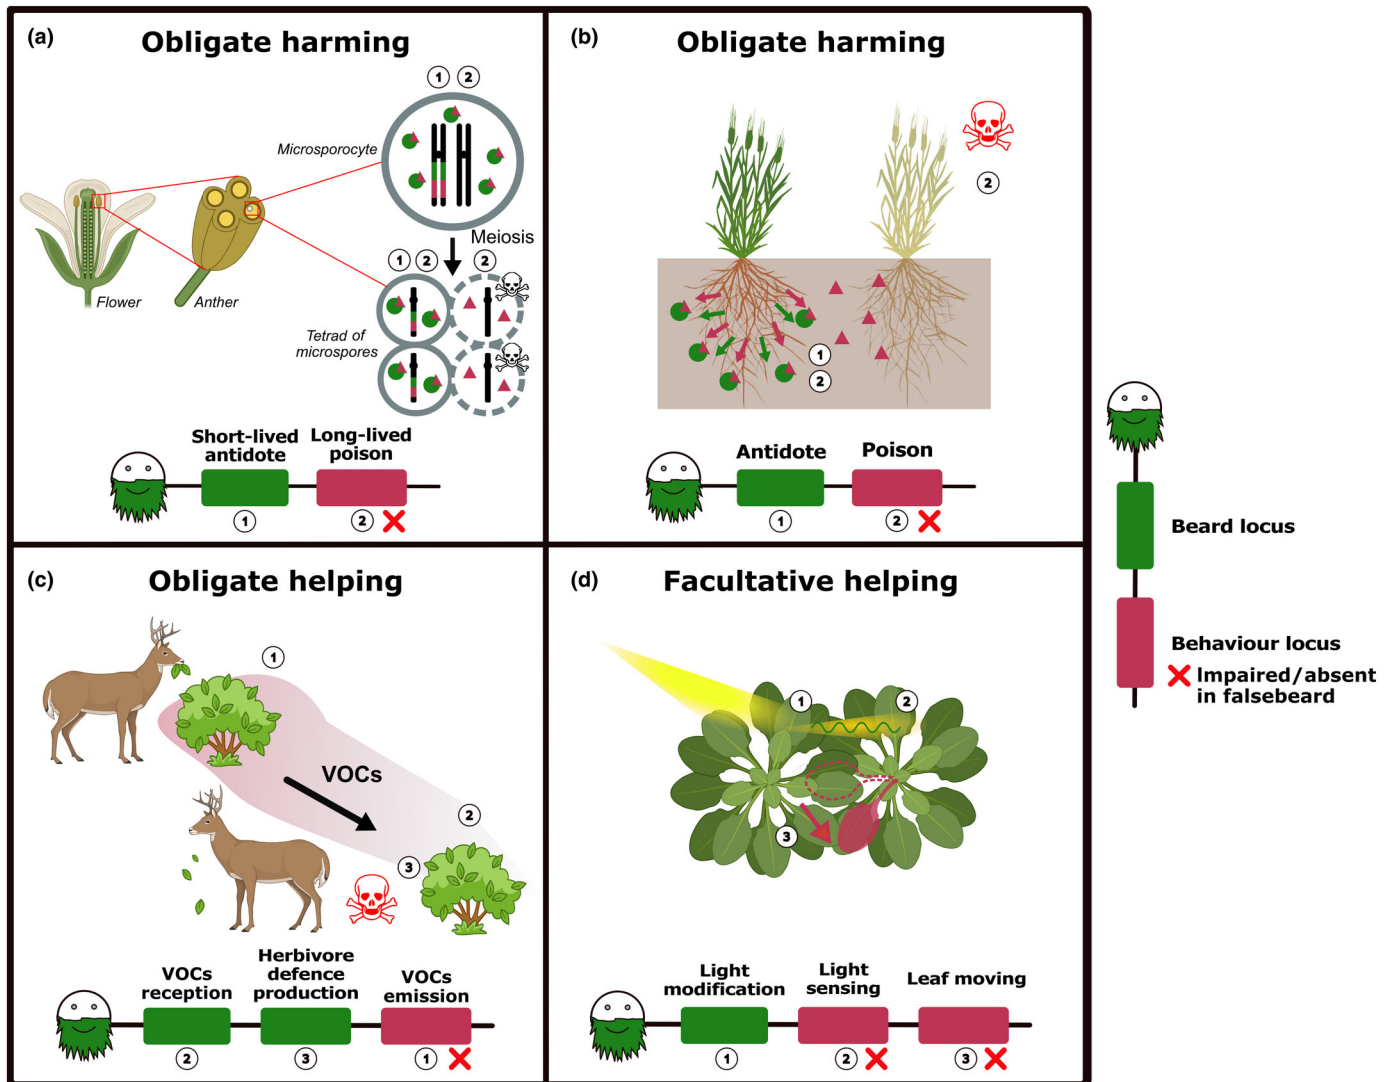 (a)
Obligate harming
1 2
Microsporocyte
Meiosis
1 2
2
Flower
Anther
Tetrad of
microspores
Short-lived
antidote
Long-lived
poison
1
2
(b)
Obligate harming
2
1
2
Antidote
Poison
1
2
(c)
Obligate helping
1
VOCs
2
3
VOCs
reception
Herbivore
defence
production
VOCs
emission
2
3
1
(d)
Facultative helping
1
2
3
Light
modification
Light
sensing
Leaf moving
1
2
3
Beard locus
Behaviour locus
Impaired/absent
in falsebeard